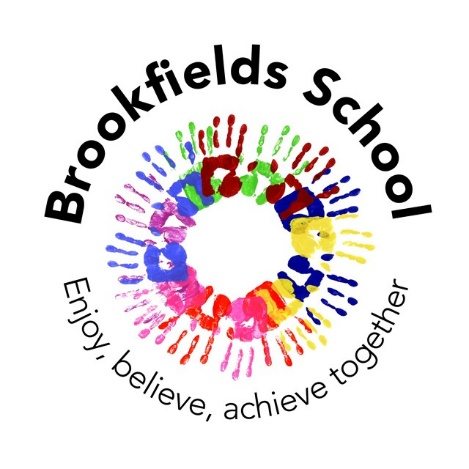 Brookfields School
Enjoy, believe, achieve together